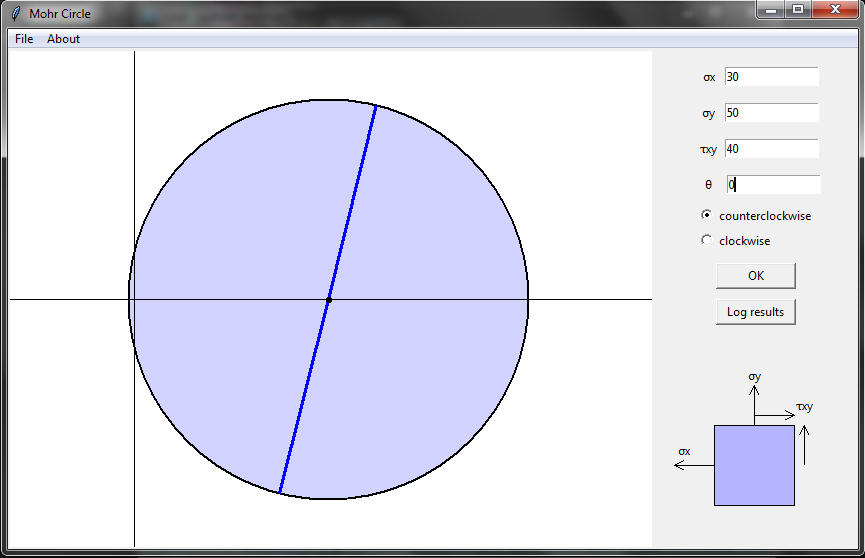 Mohr Circle
File About
σx 30
σy 50
τxy 40
θ 0
counterclockwise
clockwise
OK
Log results
σy
τxy
σx